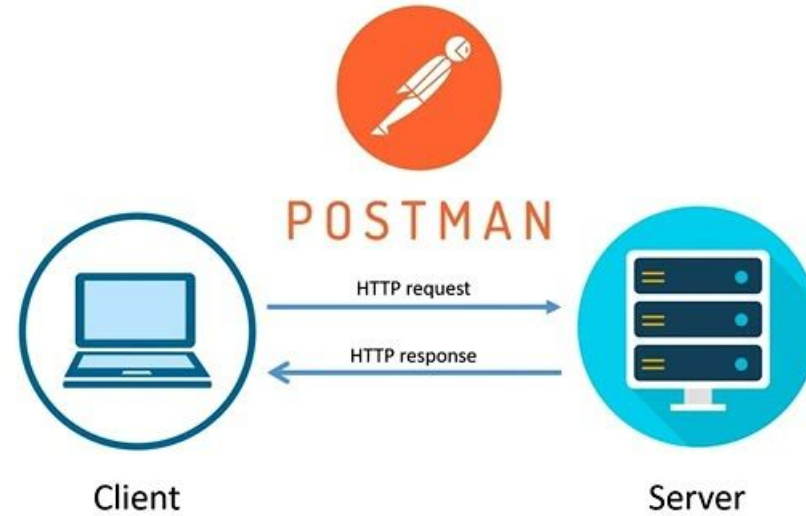 POSTMAN
HTTP request
HTTP response
Client
Server